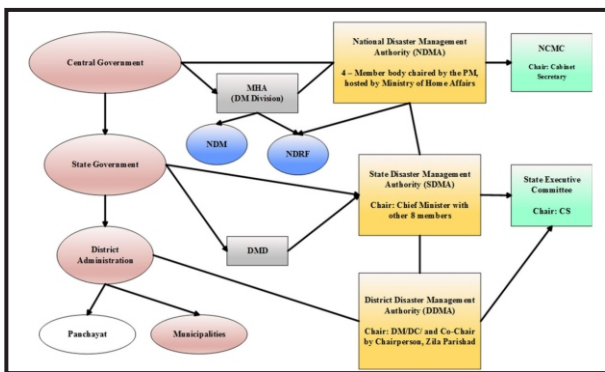 National Disaster Management
Authority (NDMA)
4 – Member body chaired by the PM,
hosted by Ministry of Home Affairs
NCMC
Chair: Cabinet
Secretary
Central Government
MHA
(DM Division)
NDM
NDRF
State Government
State Disaster Management
Authority (SDMA)
Chair: Chief Minister with
other 8 members
State Executive
Committee
Chair: CS
District
Administration
DMD
District Disaster Management
Authority (DDMA)
Chair: DM/DC/ and Co-Chair
by Chairperson, Zila Parishad
Panchayat
Municipalities